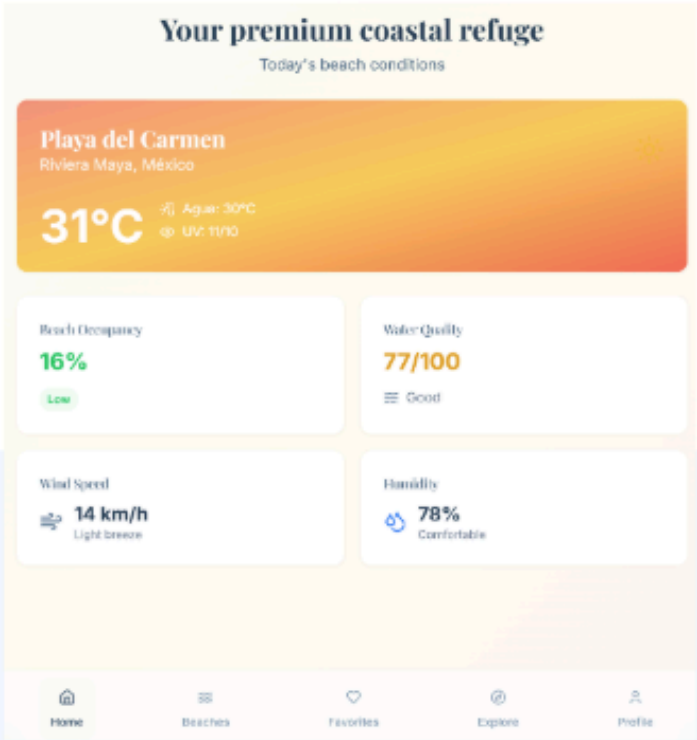 Your premium coastal refuge
Today's beach conditions
Playa del Carmen
Riviera Maya, México
31°C
Agua: 30°C
UV: 11/10
Beach Occupancy
16%
Low
Water Quality
77/100
Good
Wind Speed
14 km/h
Light breeze
Humidity
78%
Comfortable
Home
Beaches
Favorites
Explore
Profile